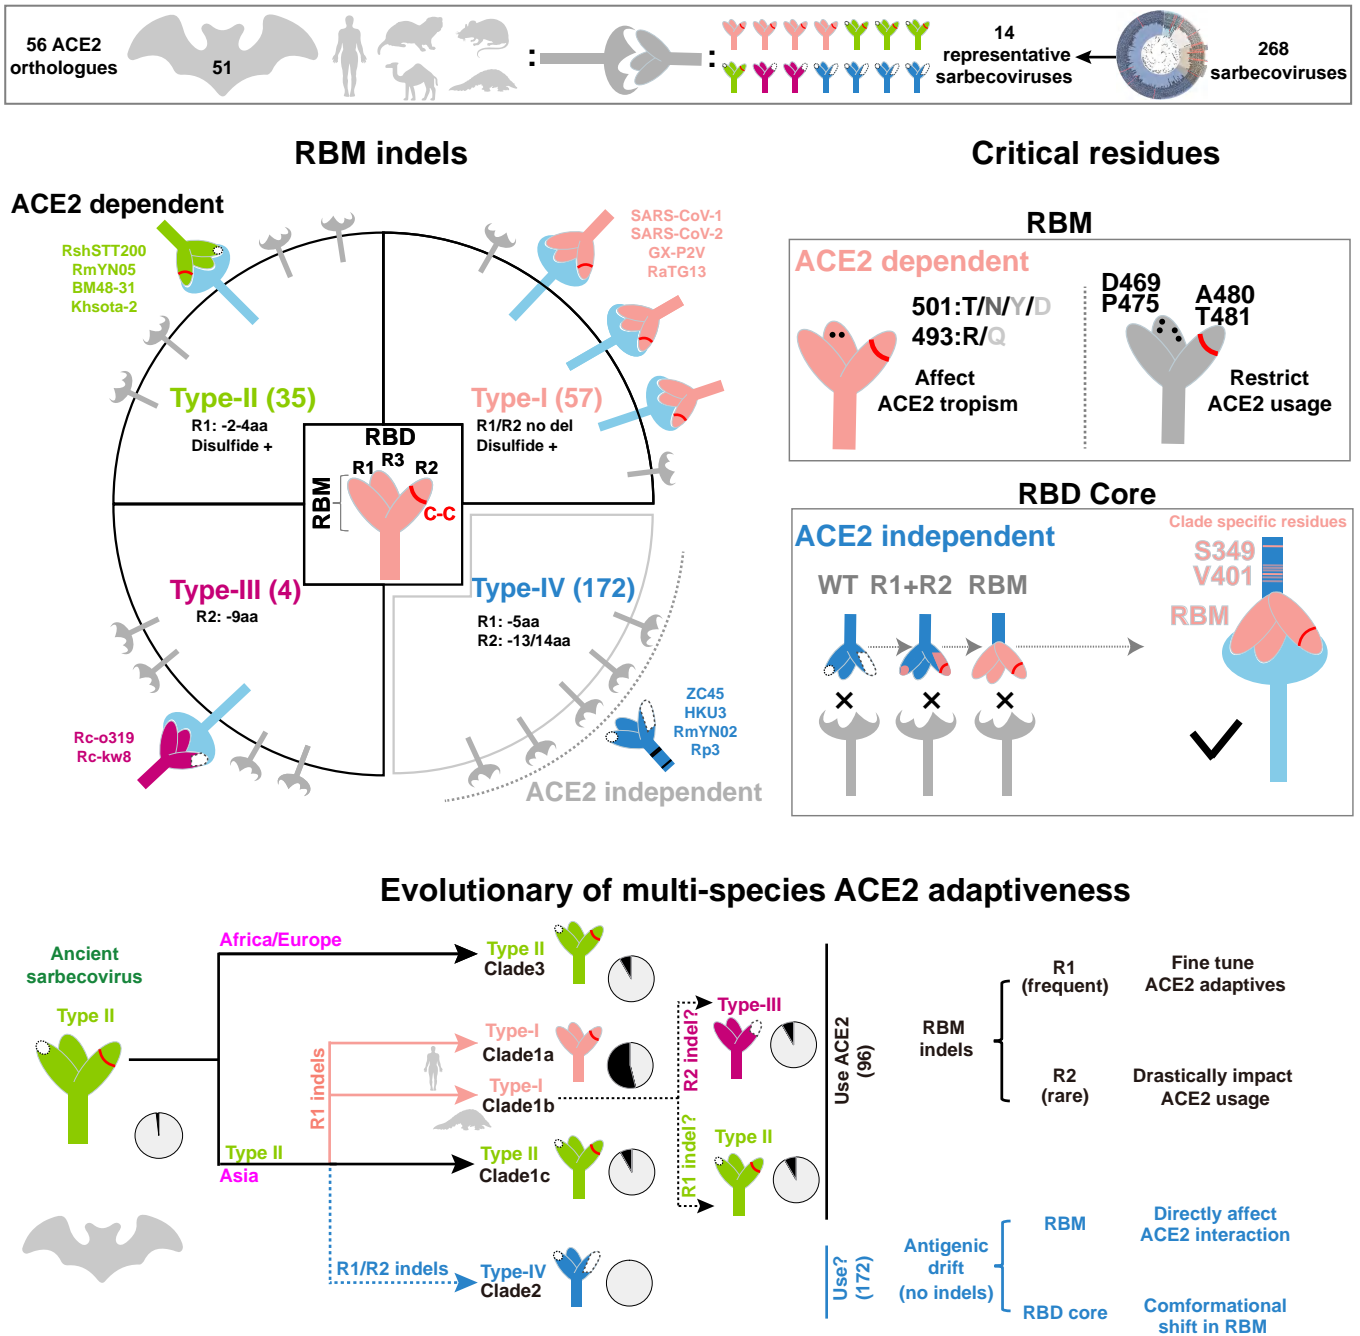 56 ACE2
orthologues
51
:
:
14
representative
sarbecoviruses
268
sarbecoviruses
RBM indels
Critical residues
ACE2 dependent
RshSTT200
RmYN05
BM48-31
Khsota-2
SARS-CoV-1
SARS-CoV-2
GX-P2V
RaTG13
Type-II (35)
R1: -2-4aa
Disulfide +
Type-I (57)
R1/R2 no del
Disulfide +
RBD
R1
R3
R2
RBM
C-C
Type-III (4)
R2: -9aa
Type-IV (172)
R1: -5aa
R2: -13/14aa
Rc-o319
Rc-kw8
ZC45
HKU3
RmYN02
Rp3
ACE2 independent
RBM
ACE2 dependent
501:T/N/Y/D
493:R/Q
Affect
ACE2 tropism
D469
P475
A480
T481
Restrict
ACE2 usage
RBD Core
ACE2 independent
WT R1+R2 RBM
Clade specific residues
S349
V401
RBM
Evolutionary of multi-species ACE2 adaptiveness
Ancient
sarbecovirus
Type II
Africa/Europe
Type II
Clade3
R1 indels
Type-I
Clade1a
Type-I
Clade1b
Type II
Asia
Type II
Clade1c
R1/R2 indels
Type-IV
Clade2
R2 indel?
Type-III
R1 indel?
Type II
Use ACE2
(96)
RBM
indels
R1
(frequent)
Fine tune
ACE2 adaptives
R2
(rare)
Drastically impact
ACE2 usage
Use?
(172)
Antigenic
drift
(no indels)
RBM
Directly affect
ACE2 interaction
RBD core
Comformational
shift in RBM